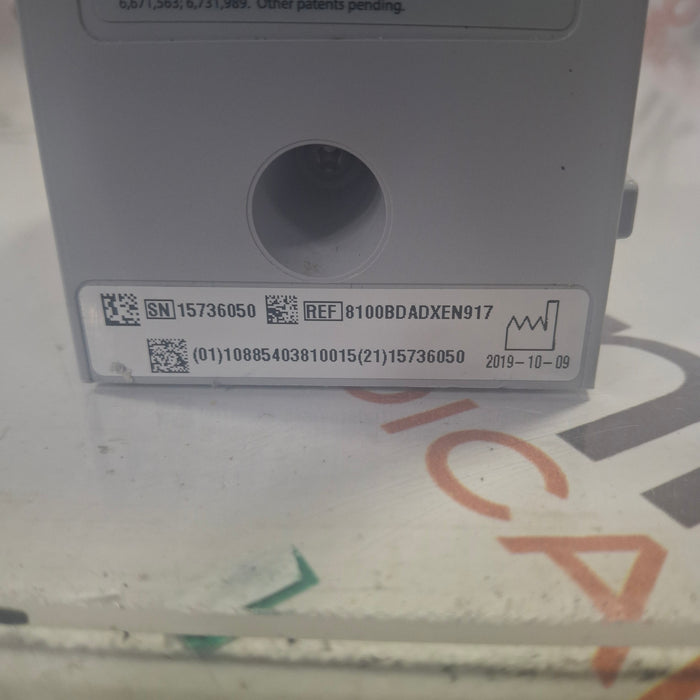 6,671,563; 6,731,989. Other patents pending.
SN 15736050 REF 8100BDADXEN917
(01)10885403810015(21)15736050
2019-10-09
DICA